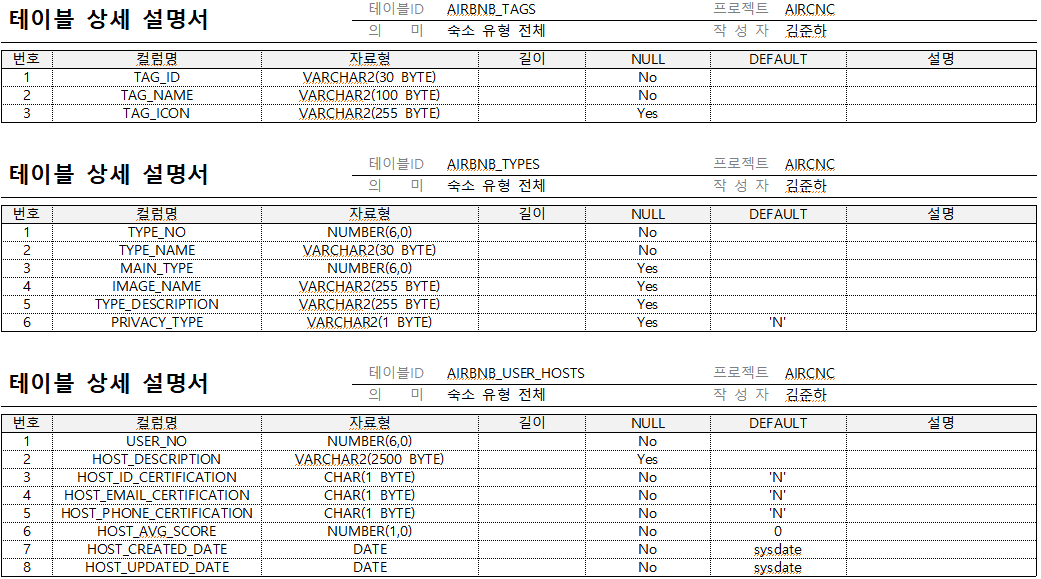 테이블 상세 설명서
테이블ID AIRBNB_TAGS 프로젝트 AIRCNC
의 미 숙소 유형 전체 작 성 자 김준하
번호 컬럼명 자료형 길이 NULL DEFAULT 설명
1 TAG_ID VARCHAR2(30 BYTE) No
2 TAG_NAME VARCHAR2(100 BYTE) No
3 TAG_ICON VARCHAR2(255 BYTE) Yes
테이블 상세 설명서
테이블ID AIRBNB_TYPES 프로젝트 AIRCNC
의 미 숙소 유형 전체 작 성 자 김준하
번호 컬럼명 자료형 길이 NULL DEFAULT 설명
1 TYPE_NO NUMBER(6,0) No
2 TYPE_NAME VARCHAR2(30 BYTE) No
3 MAIN_TYPE NUMBER(6,0) Yes
4 IMAGE_NAME VARCHAR2(255 BYTE) Yes
5 TYPE_DESCRIPTION VARCHAR2(255 BYTE) Yes
6 PRIVACY_TYPE VARCHAR2(1 BYTE) Yes 'N'
테이블 상세 설명서
테이블ID AIRBNB_USER_HOSTS 프로젝트 AIRCNC
의 미 숙소 유형 전체 작 성 자 김준하
번호 컬럼명 자료형 길이 NULL DEFAULT 설명
1 USER_NO NUMBER(6,0) No
2 HOST_DESCRIPTION VARCHAR2(2500 BYTE) Yes
3 HOST_ID_CERTIFICATION CHAR(1 BYTE) No 'N'
4 HOST_EMAIL_CERTIFICATION CHAR(1 BYTE) No 'N'
5 HOST_PHONE_CERTIFICATION CHAR(1 BYTE) No 'N'
6 HOST_AVG_SCORE NUMBER(1,0) No 0
7 HOST_CREATED_DATE DATE No sysdate
8 HOST_UPDATED_DATE DATE No sysdate